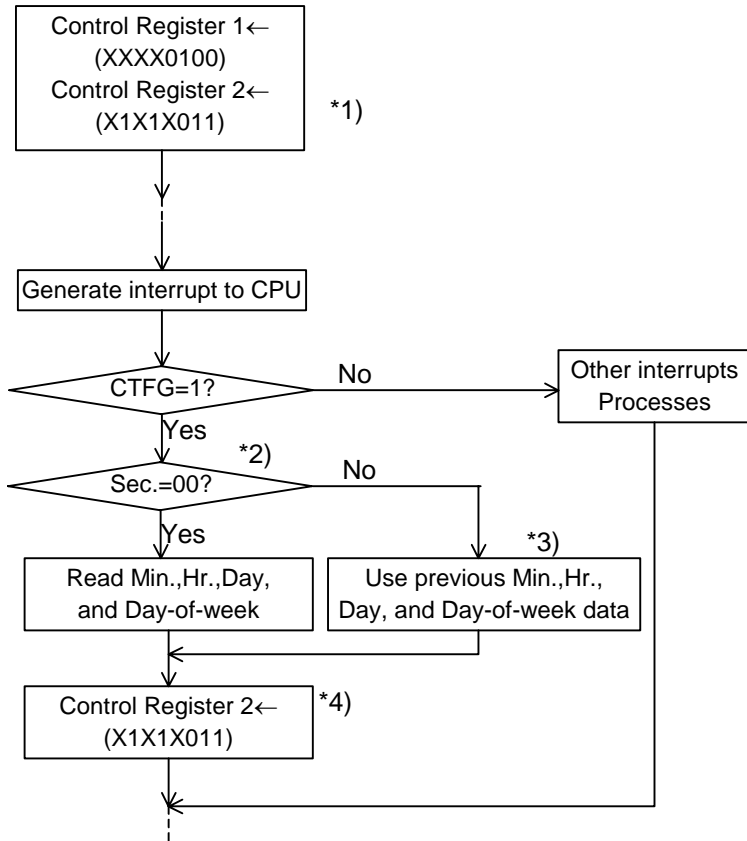 Control Register 1←
(XXXX0100)
Control Register 2←
(X1X1X011)
*1)
Generate interrupt to CPU
CTFG=1?
No
Other interrupts
Processes
Yes
*2)
Sec.=00?
No
Yes
*3)
Read Min.,Hr.,Day,
and Day-of-week
Use previous Min.,Hr.,
Day, and Day-of-week data
Control Register 2←
(X1X1X011)
*4)